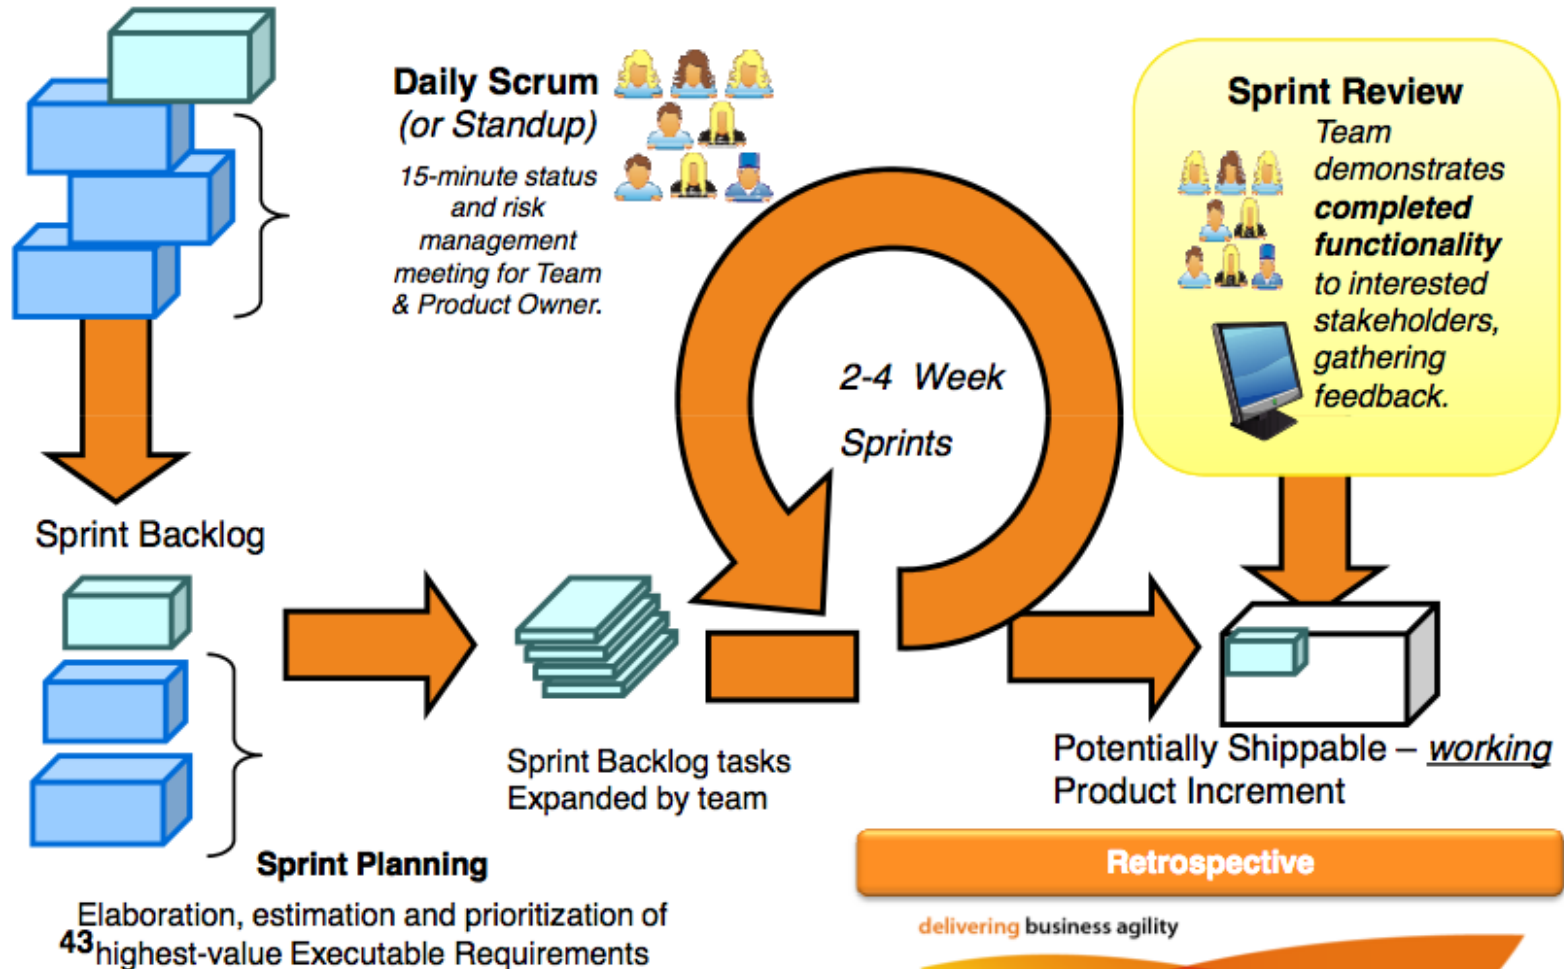 Daily Scrum
(or Standup)
15-minute status
and risk
management
meeting for Team
& Product Owner.
Sprint Review
Team
demonstrates
completed
functionality
to interested
stakeholders,
gathering
feedback.
2-4 Week
Sprints
Sprint Backlog
Sprint Backlog tasks
Expanded by team
Potentially Shippable – working
Product Increment
Sprint Planning
Elaboration, estimation and prioritization of
highest-value Executable Requirements
43
Retrospective
delivering business agility